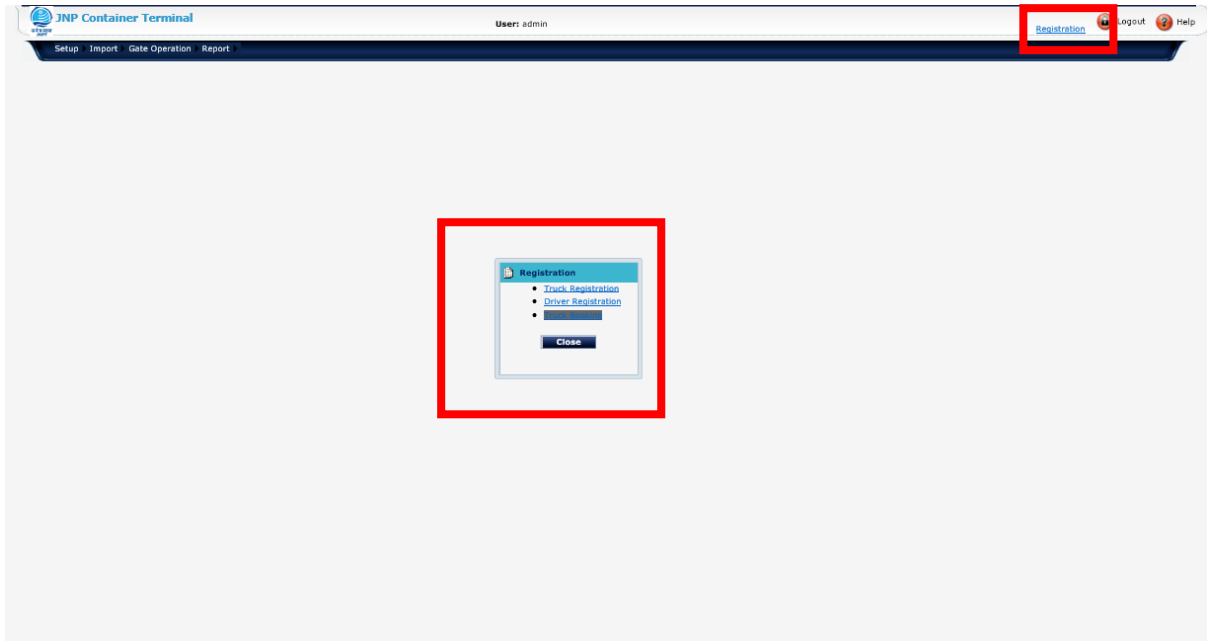 JNP Container Terminal
User: admin
Registration
Logout
Help
Setup
Import
Gate Operation
Report
Registration
Truck Registration
Driver Registration
Close